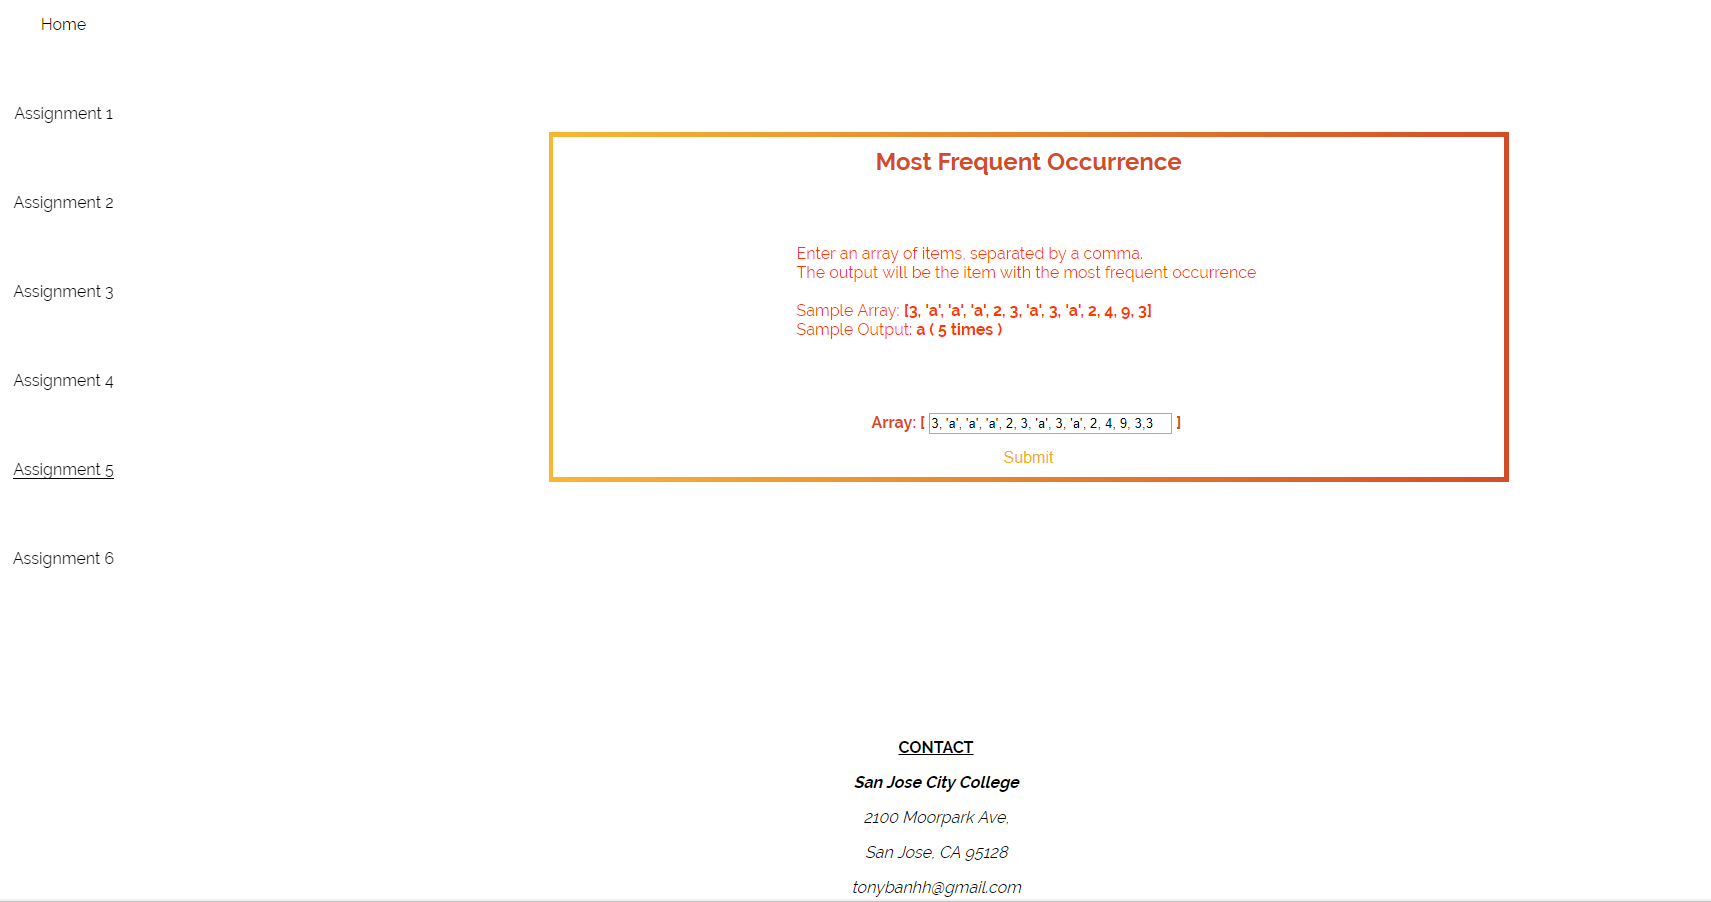 Home
Assignment 1
Assignment 2
Assignment 3
Assignment 4
Assignment 5
Assignment 6
Most Frequent Occurrence
Enter an array of items, separated by a comma.
The output will be the item with the most frequent occurrence
Sample Array: [3, 'a', 'a', 'a', 2, 3, 'a', 3, 'a', 2, 4, 9, 3]
Sample Output: a ( 5 times )
Array: [ 3, 'a', 'a', 'a', 2, 3, 'a', 3, 'a', 2, 4, 9, 3,3 ]
Submit
CONTACT
San Jose City College
2100 Moorpark Ave,
San Jose, CA 95128
tonybanhh@gmail.com